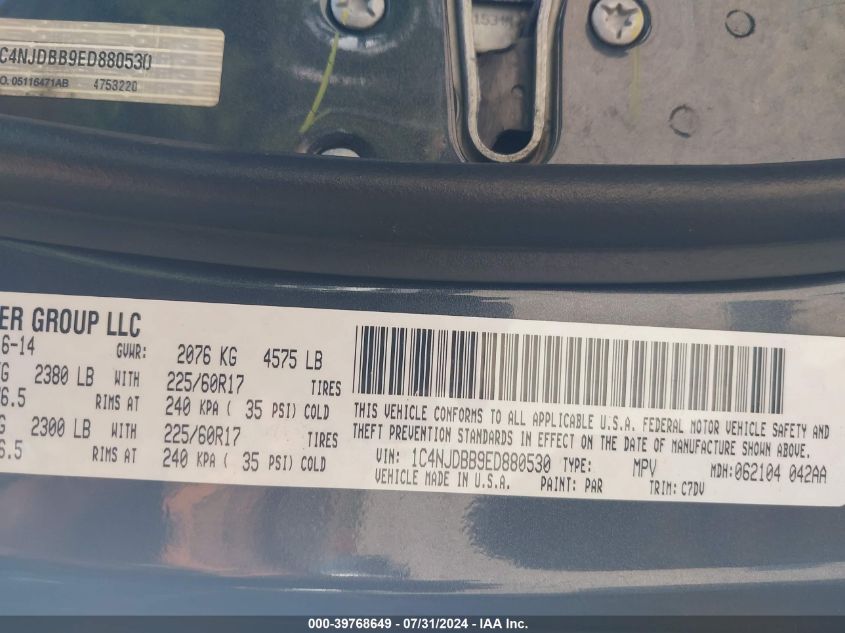 C4NJDBB9ED880530
O. 05116471AB 4753220
ER GROUP LLC
6-14 GVWR: 2076 KG 4575 LB
KG 2380 LB WITH 225/60R17 TIRES
6.5 RIMS AT 240 KPA ( 35 PSI) COLD
KG 2300 LB WITH 225/60R17 TIRES
6.5 RIMS AT 240 KPA ( 35 PSI) COLD
THIS VEHICLE CONFORMS TO ALL APPLICABLE U.S.A. FEDERAL MOTOR VEHICLE SAFETY AND
THEFT PREVENTION STANDARDS IN EFFECT ON THE DATE OF MANUFACTURE SHOWN ABOVE.
VIN: 1C4NJDBB9ED880530 TYPE: MPV MDH:062104 042AA
VEHICLE MADE IN U.S.A. PAINT: PAR TRIM: C7DV
000-39768649 - 07/31/2024 - IAA Inc.